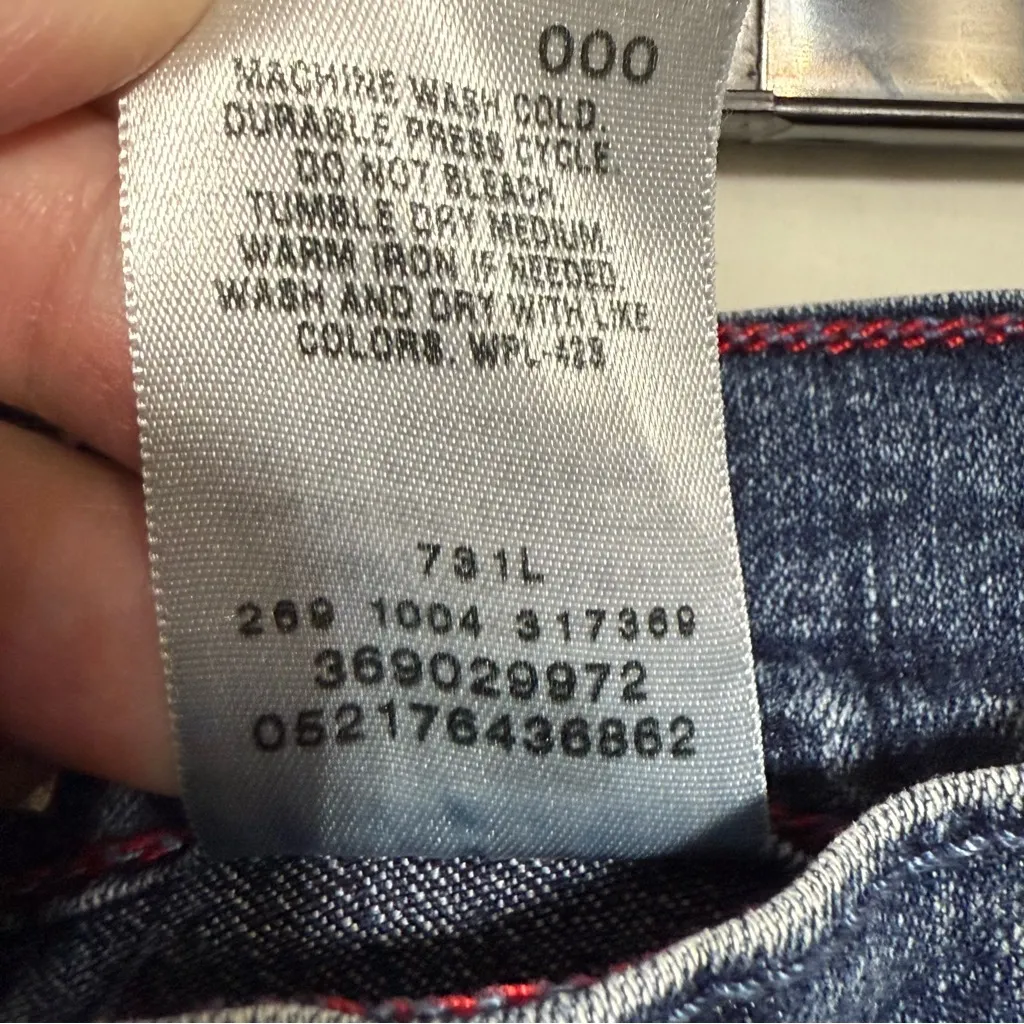 000
MACHINE WASH COLD.
DURABLE PRESS CYCLE
DO NOT BLEACH.
TUMBLE DRY MEDIUM.
WARM IRON IF NEEDED
WASH AND DRY WITH LIKE
COLORS. WPL-423
731L
269 1004 317369
369029972
052176436862